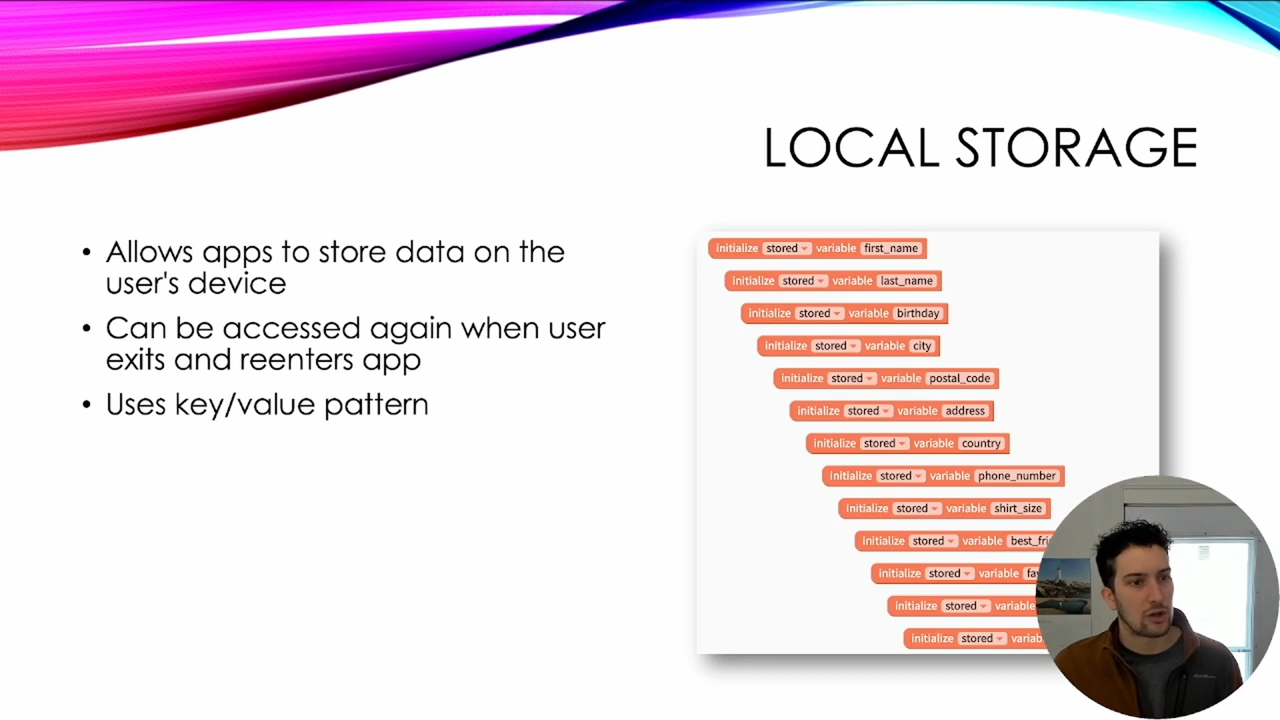 LOCAL STORAGE
• Allows apps to store data on the
user's device
• Can be accessed again when user
exits and reenters app
• Uses key/value pattern
initialize stored variable first_name
initialize stored variable last_name
initialize stored variable birthday
initialize stored variable city
initialize stored variable postal_code
initialize stored variable address
initialize stored variable country
initialize stored variable phone_number
initialize stored variable shirt_size
initialize stored variable
initialize stored variable
initialize stored variable
initialize stored